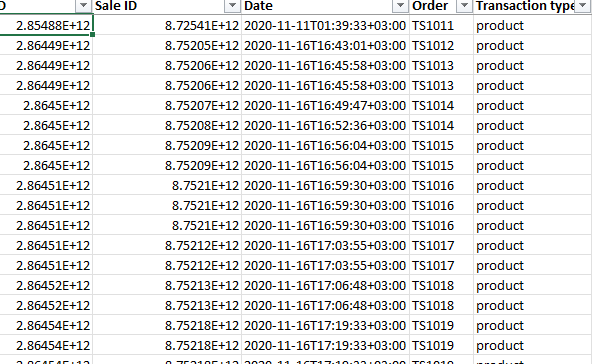 D Sale ID Date Order Transaction type
2.85488E+12 8.72541E+12 2020-11-11T01:39:33+03:00 TS1011 product
2.86449E+12 8.75205E+12 2020-11-16T16:43:01+03:00 TS1012 product
2.86449E+12 8.75206E+12 2020-11-16T16:45:58+03:00 TS1013 product
2.86449E+12 8.75206E+12 2020-11-16T16:45:58+03:00 TS1013 product
2.8645E+12 8.75207E+12 2020-11-16T16:49:47+03:00 TS1014 product
2.8645E+12 8.75208E+12 2020-11-16T16:52:36+03:00 TS1014 product
2.8645E+12 8.75209E+12 2020-11-16T16:56:04+03:00 TS1015 product
2.8645E+12 8.75209E+12 2020-11-16T16:56:04+03:00 TS1015 product
2.86451E+12 8.7521E+12 2020-11-16T16:59:30+03:00 TS1016 product
2.86451E+12 8.7521E+12 2020-11-16T16:59:30+03:00 TS1016 product
2.86451E+12 8.7521E+12 2020-11-16T16:59:30+03:00 TS1016 product
2.86451E+12 8.75212E+12 2020-11-16T17:03:55+03:00 TS1017 product
2.86451E+12 8.75212E+12 2020-11-16T17:03:55+03:00 TS1017 product
2.86452E+12 8.75213E+12 2020-11-16T17:06:48+03:00 TS1018 product
2.86452E+12 8.75213E+12 2020-11-16T17:06:48+03:00 TS1018 product
2.86454E+12 8.75218E+12 2020-11-16T17:19:33+03:00 TS1019 product
2.86454E+12 8.75218E+12 2020-11-16T17:19:33+03:00 TS1019 product